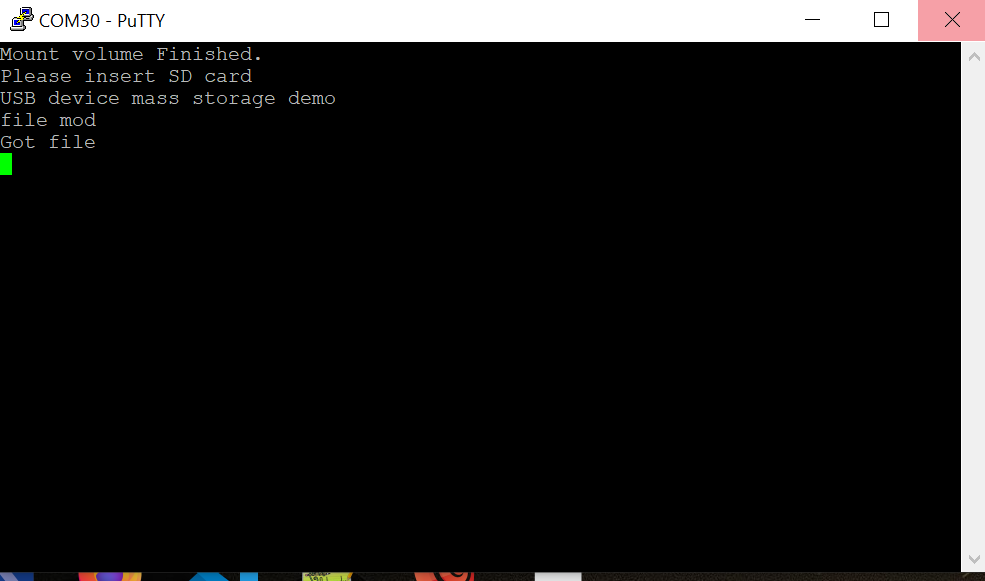 COM30 - PuTTY
Mount volume Finished.
Please insert SD card
USB device mass storage demo
file mod
Got file